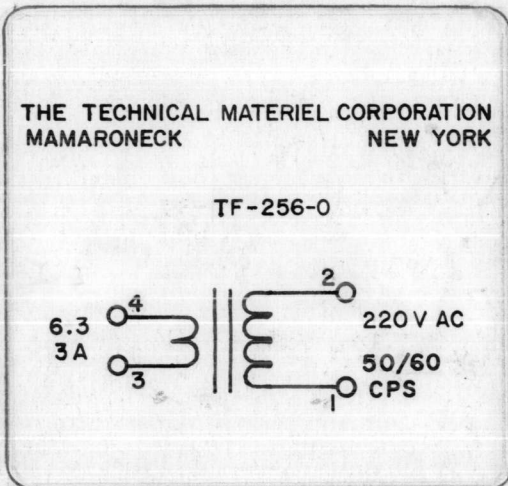 THE TECHNICAL MATERIEL CORPORATION
MAMARONECK NEW YORK
TF-256-0
4 2
6.3 220 V AC
3 A 50/60
3 1 CPS